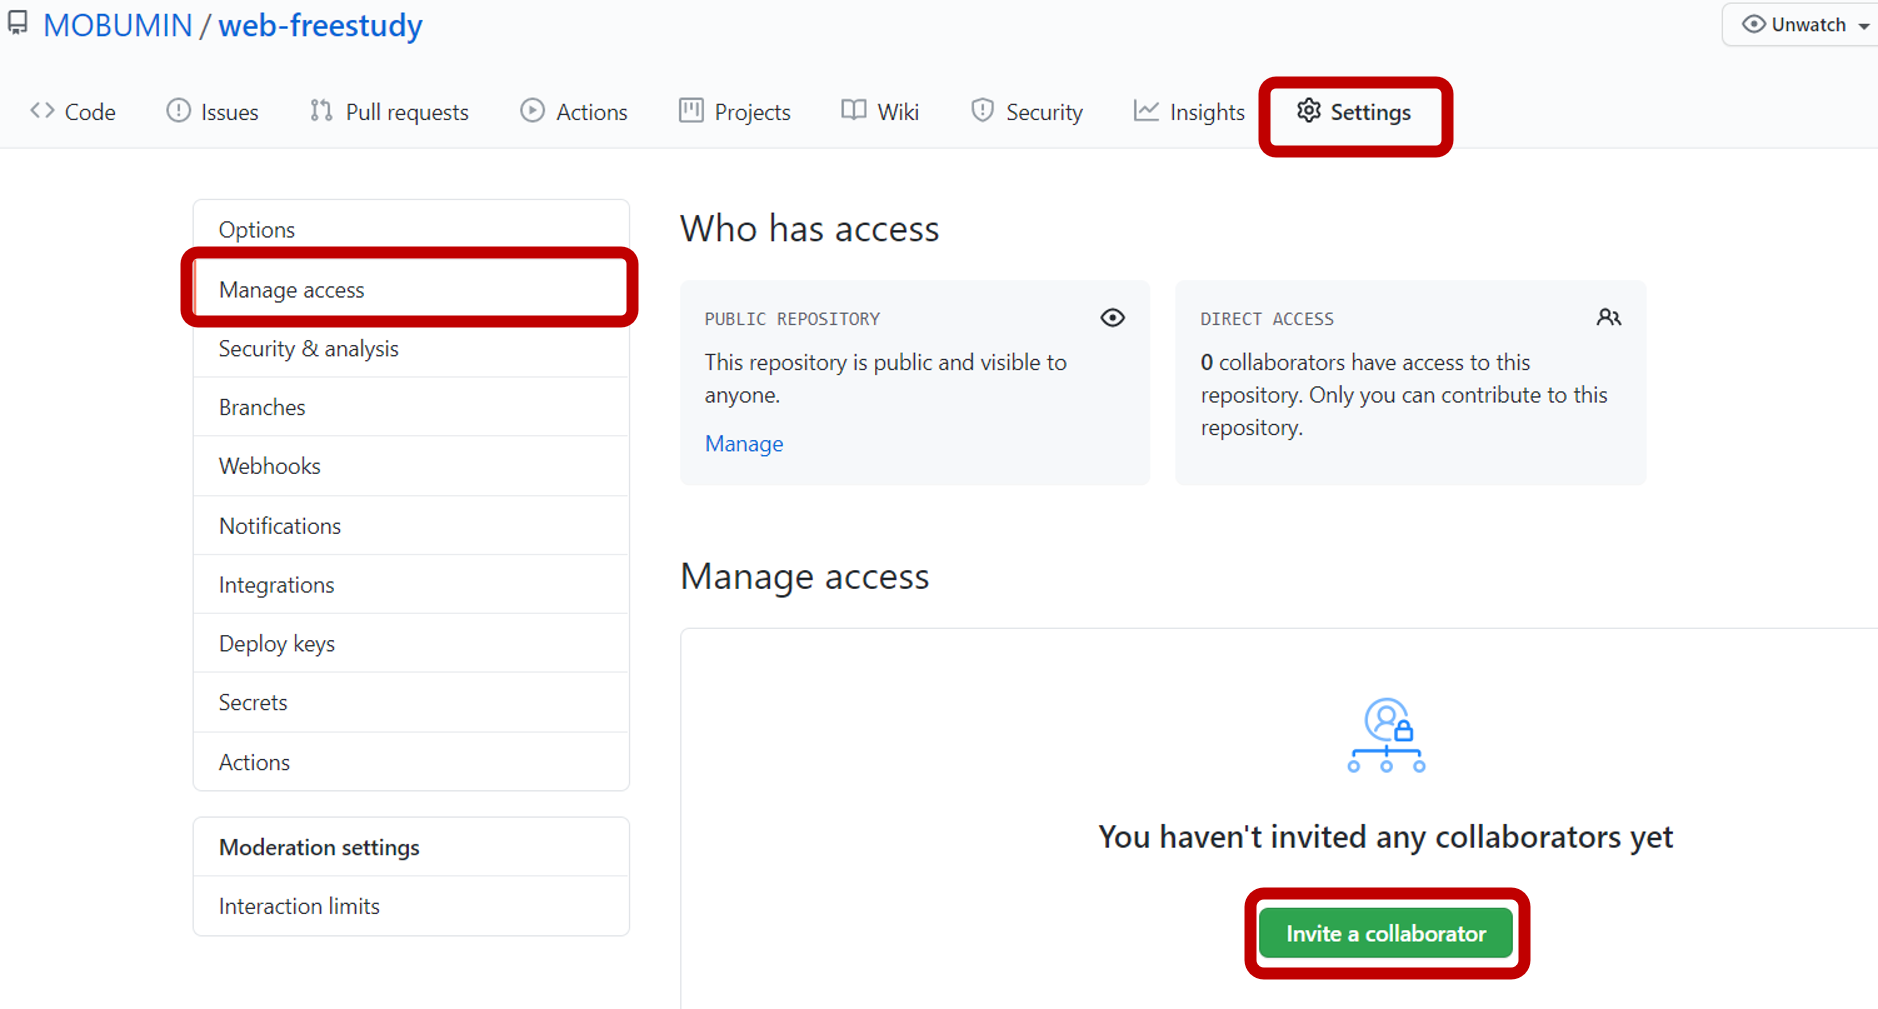 MOBUMIN / web-freestudy
Unwatch
Code Issues Pull requests Actions Projects Wiki Security Insights Settings
Options
Manage access
Security & analysis
Branches
Webhooks
Notifications
Integrations
Deploy keys
Secrets
Actions
Moderation settings
Interaction limits
Who has access
PUBLIC REPOSITORY
This repository is public and visible to
anyone.
Manage
DIRECT ACCESS
0 collaborators have access to this
repository. Only you can contribute to this
repository.
Manage access
You haven't invited any collaborators yet
Invite a collaborator